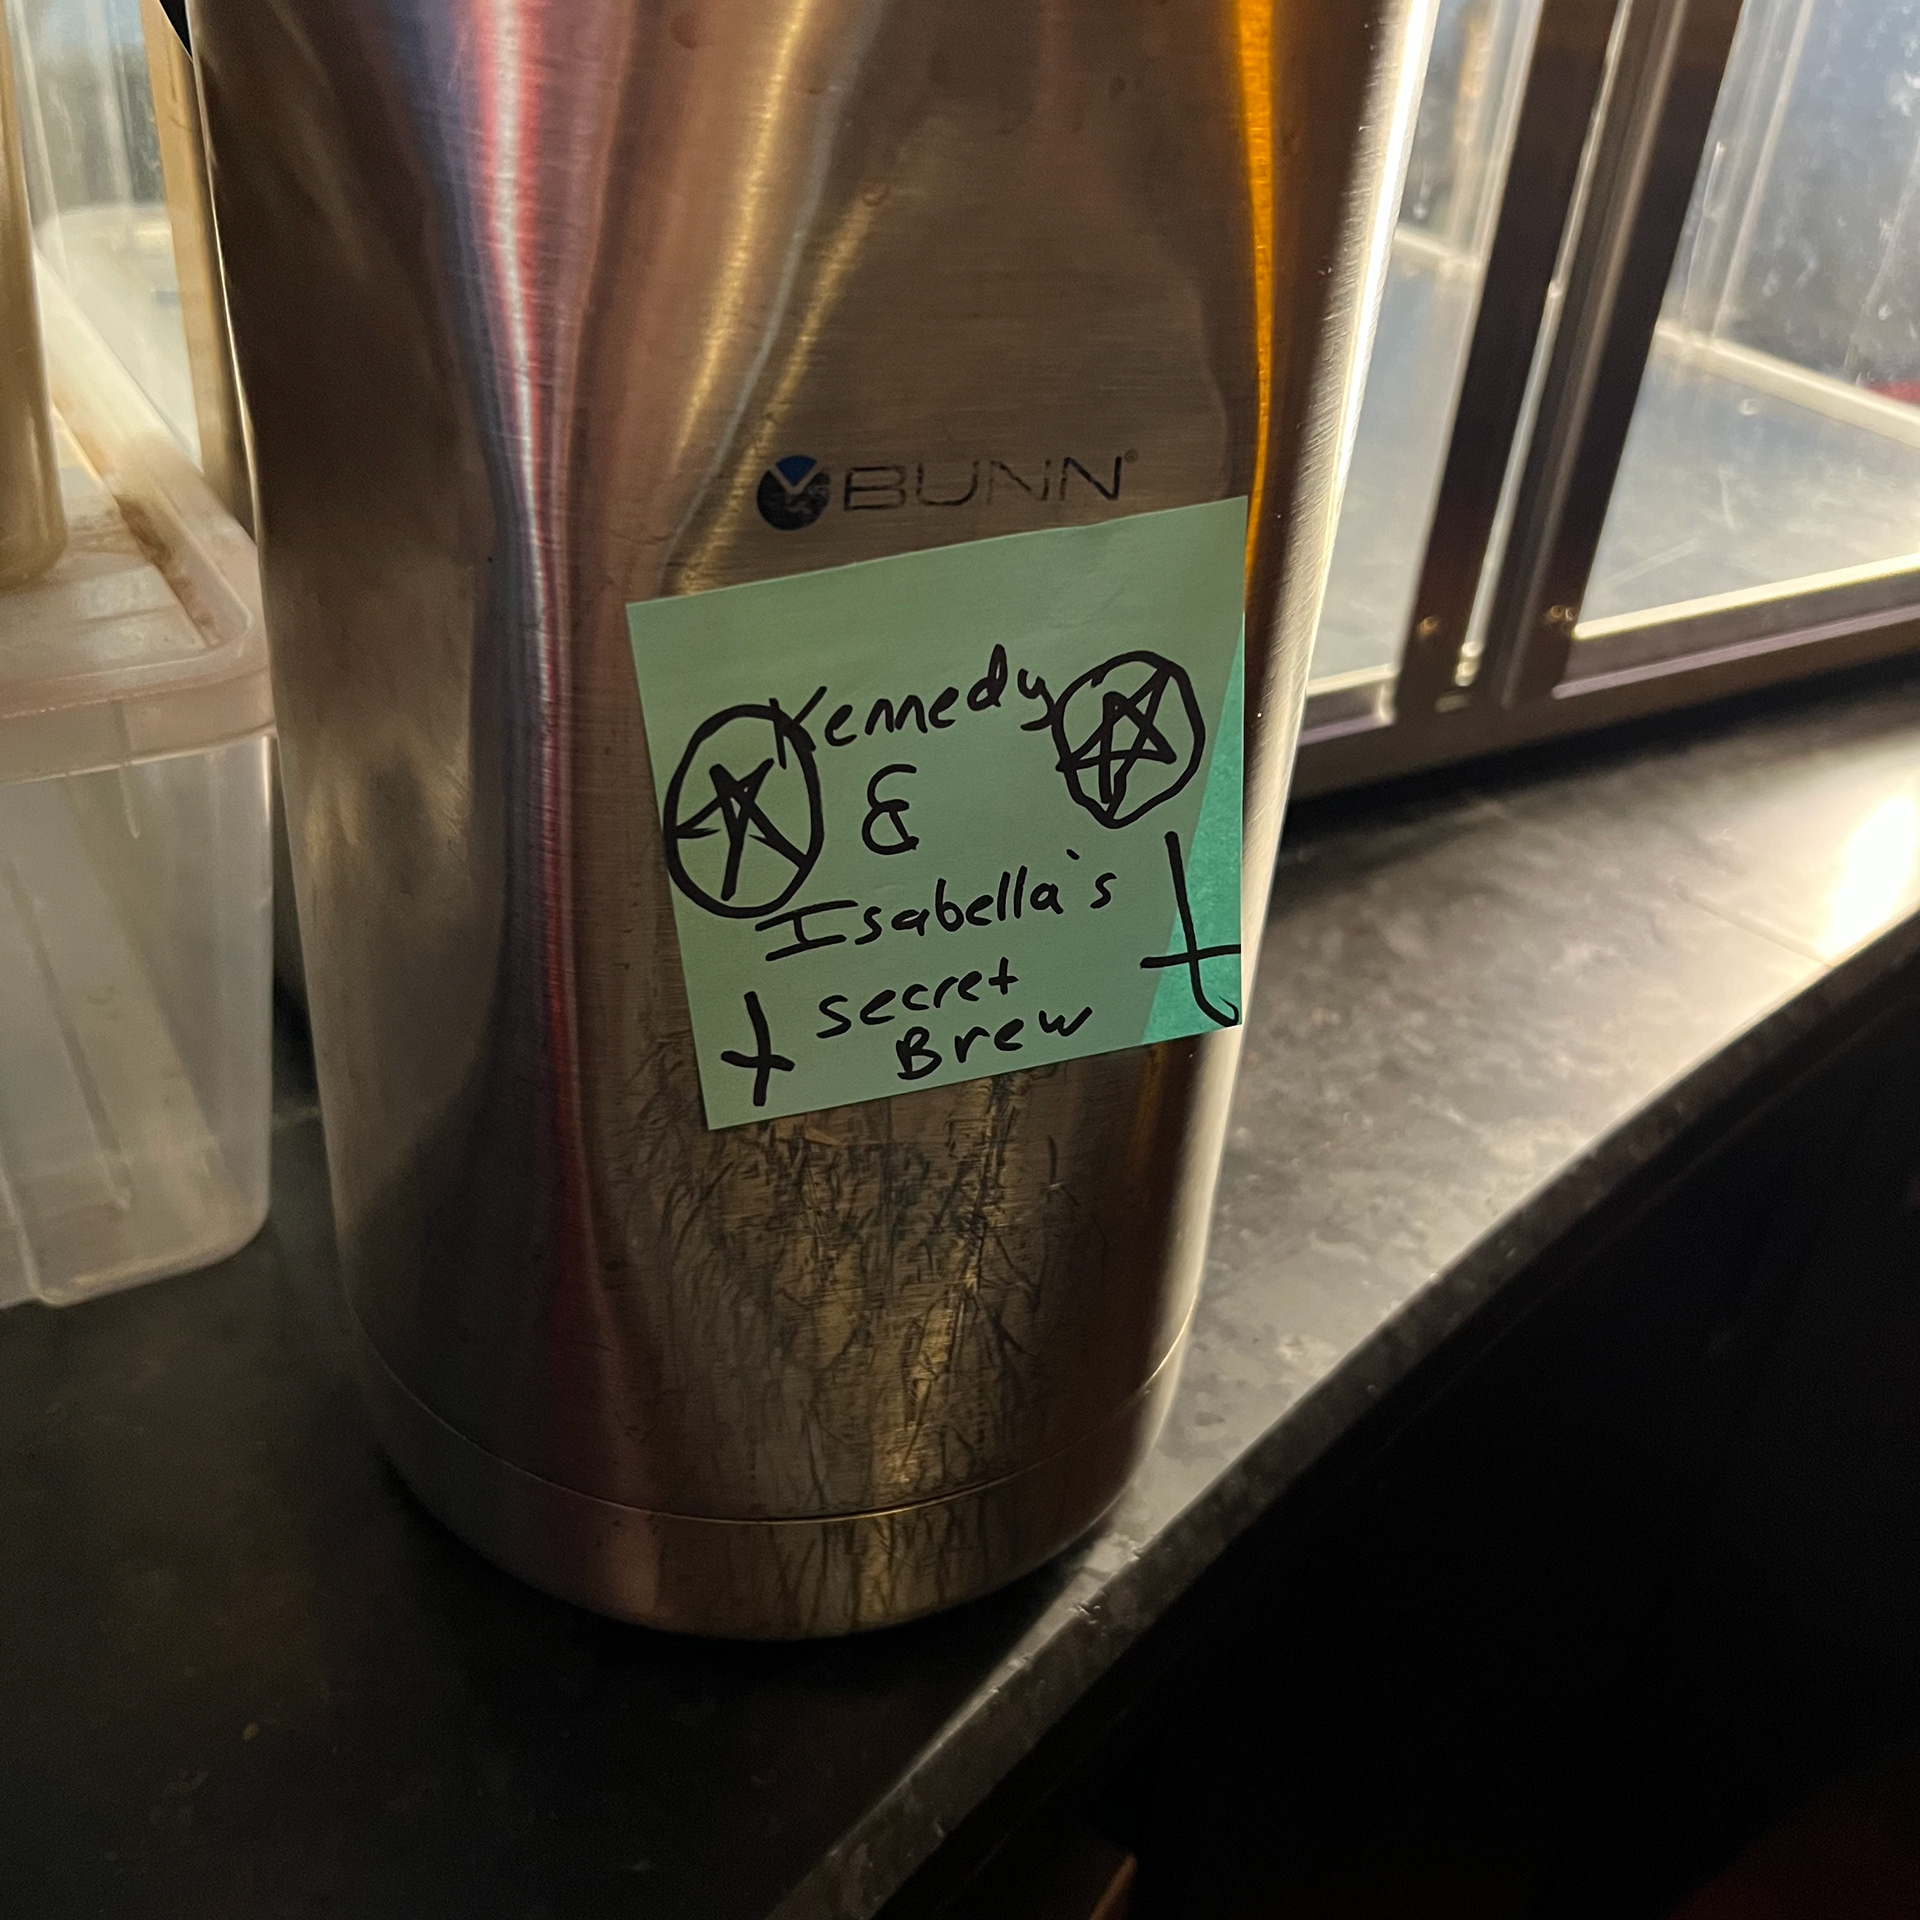 BUNN®
Kennedy
&
Isabella's
secret
Brew